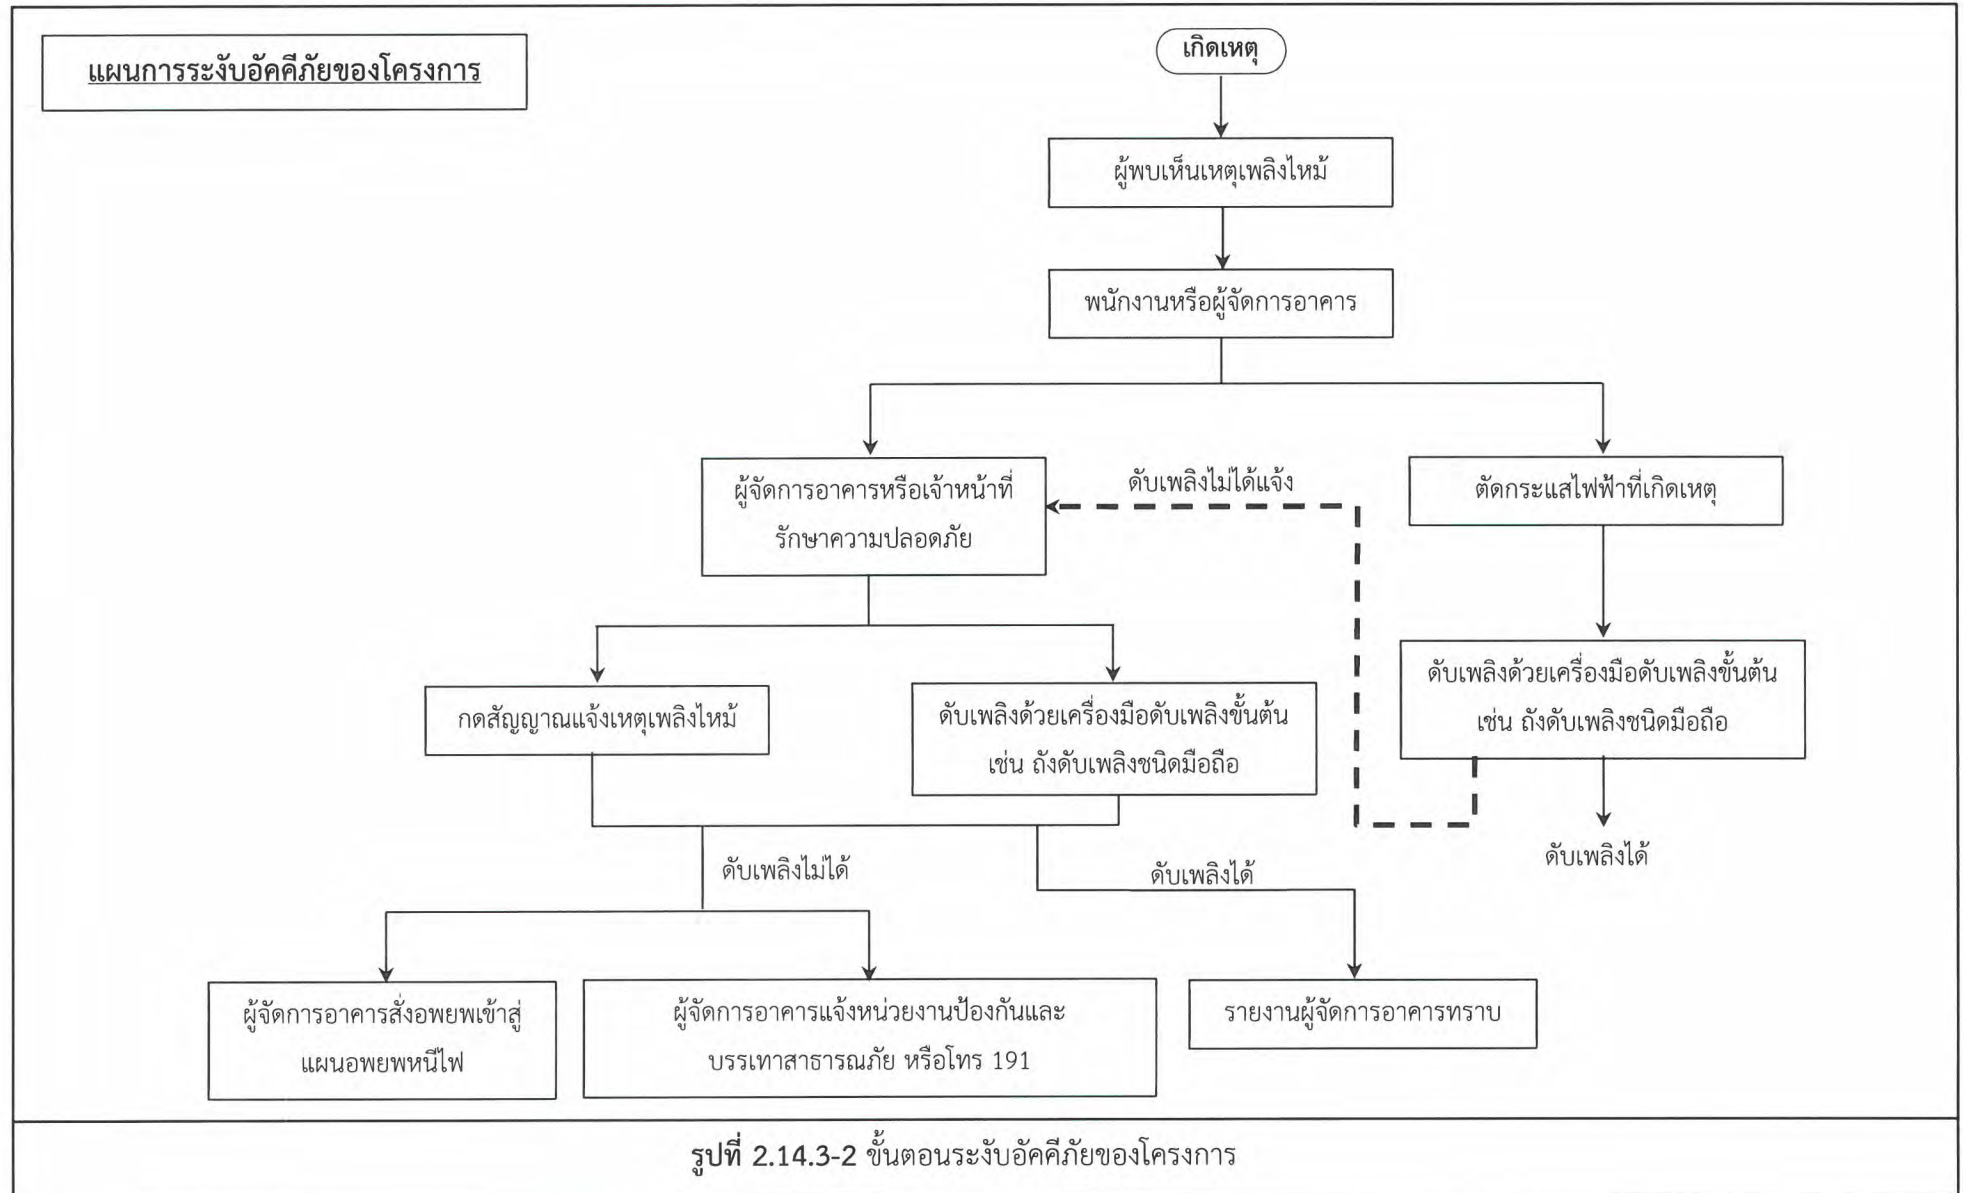 แผนการระงับอัคคีภัยของโครงการ
เกิดเหตุ
ผู้พบเห็นเหตุเพลิงไหม้
พนักงานหรือผู้จัดการอาคาร
ผู้จัดการอาคารหรือเจ้าหน้าที่
รักษาความปลอดภัย
ดับเพลิงไม่ได้แจ้ง
ตัดกระแสไฟฟ้าที่เกิดเหตุ
กดสัญญาณแจ้งเหตุเพลิงไหม้
ดับเพลิงด้วยเครื่องมือดับเพลิงขั้นต้น
เช่น ถังดับเพลิงชนิดมือถือ
ดับเพลิงด้วยเครื่องมือดับเพลิงขั้นต้น
เช่น ถังดับเพลิงชนิดมือถือ
ดับเพลิงไม่ได้
ดับเพลิงได้
ดับเพลิงได้
ผู้จัดการอาคารสั่งอพยพเข้าสู่
แผนอพยพหนีไฟ
ผู้จัดการอาคารแจ้งหน่วยงานป้องกันและ
บรรเทาสาธารณภัย หรือโทร 191
รายงานผู้จัดการอาคารทราบ
รูปที่ 2.14.3-2 ขั้นตอนระงับอัคคีภัยของโครงการ